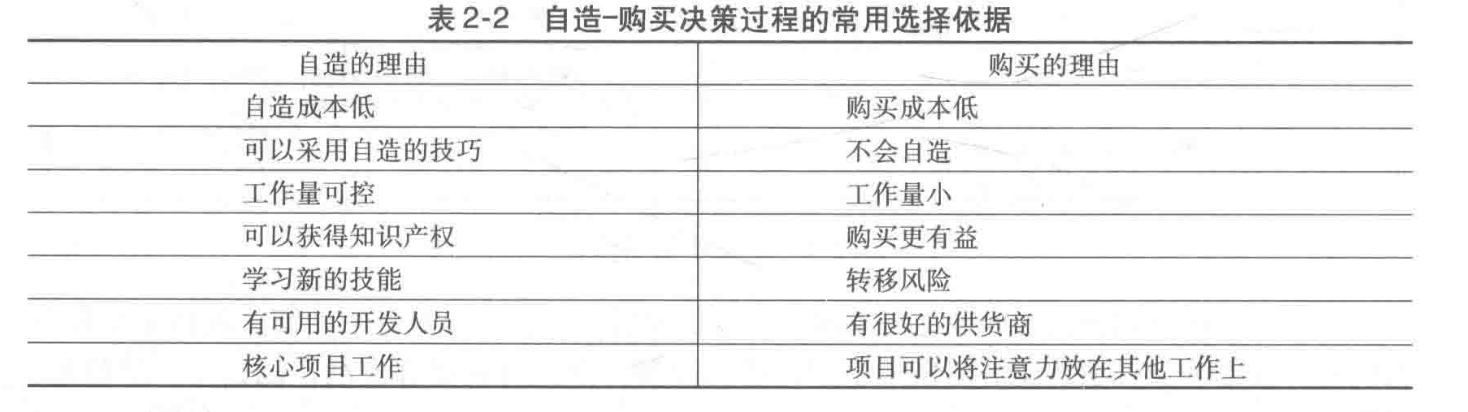 表2-2 自造-购买决策过程的常用选择依据
自造的理由 购买的理由
自造成本低 购买成本低
可以采用自造的技巧 不会自造
工作量可控 工作量小
可以获得知识产权 购买更有益
学习新的技能 转移风险
有可用的开发人员 有很好的供货商
核心项目工作 项目可以将注意力放在其他工作上